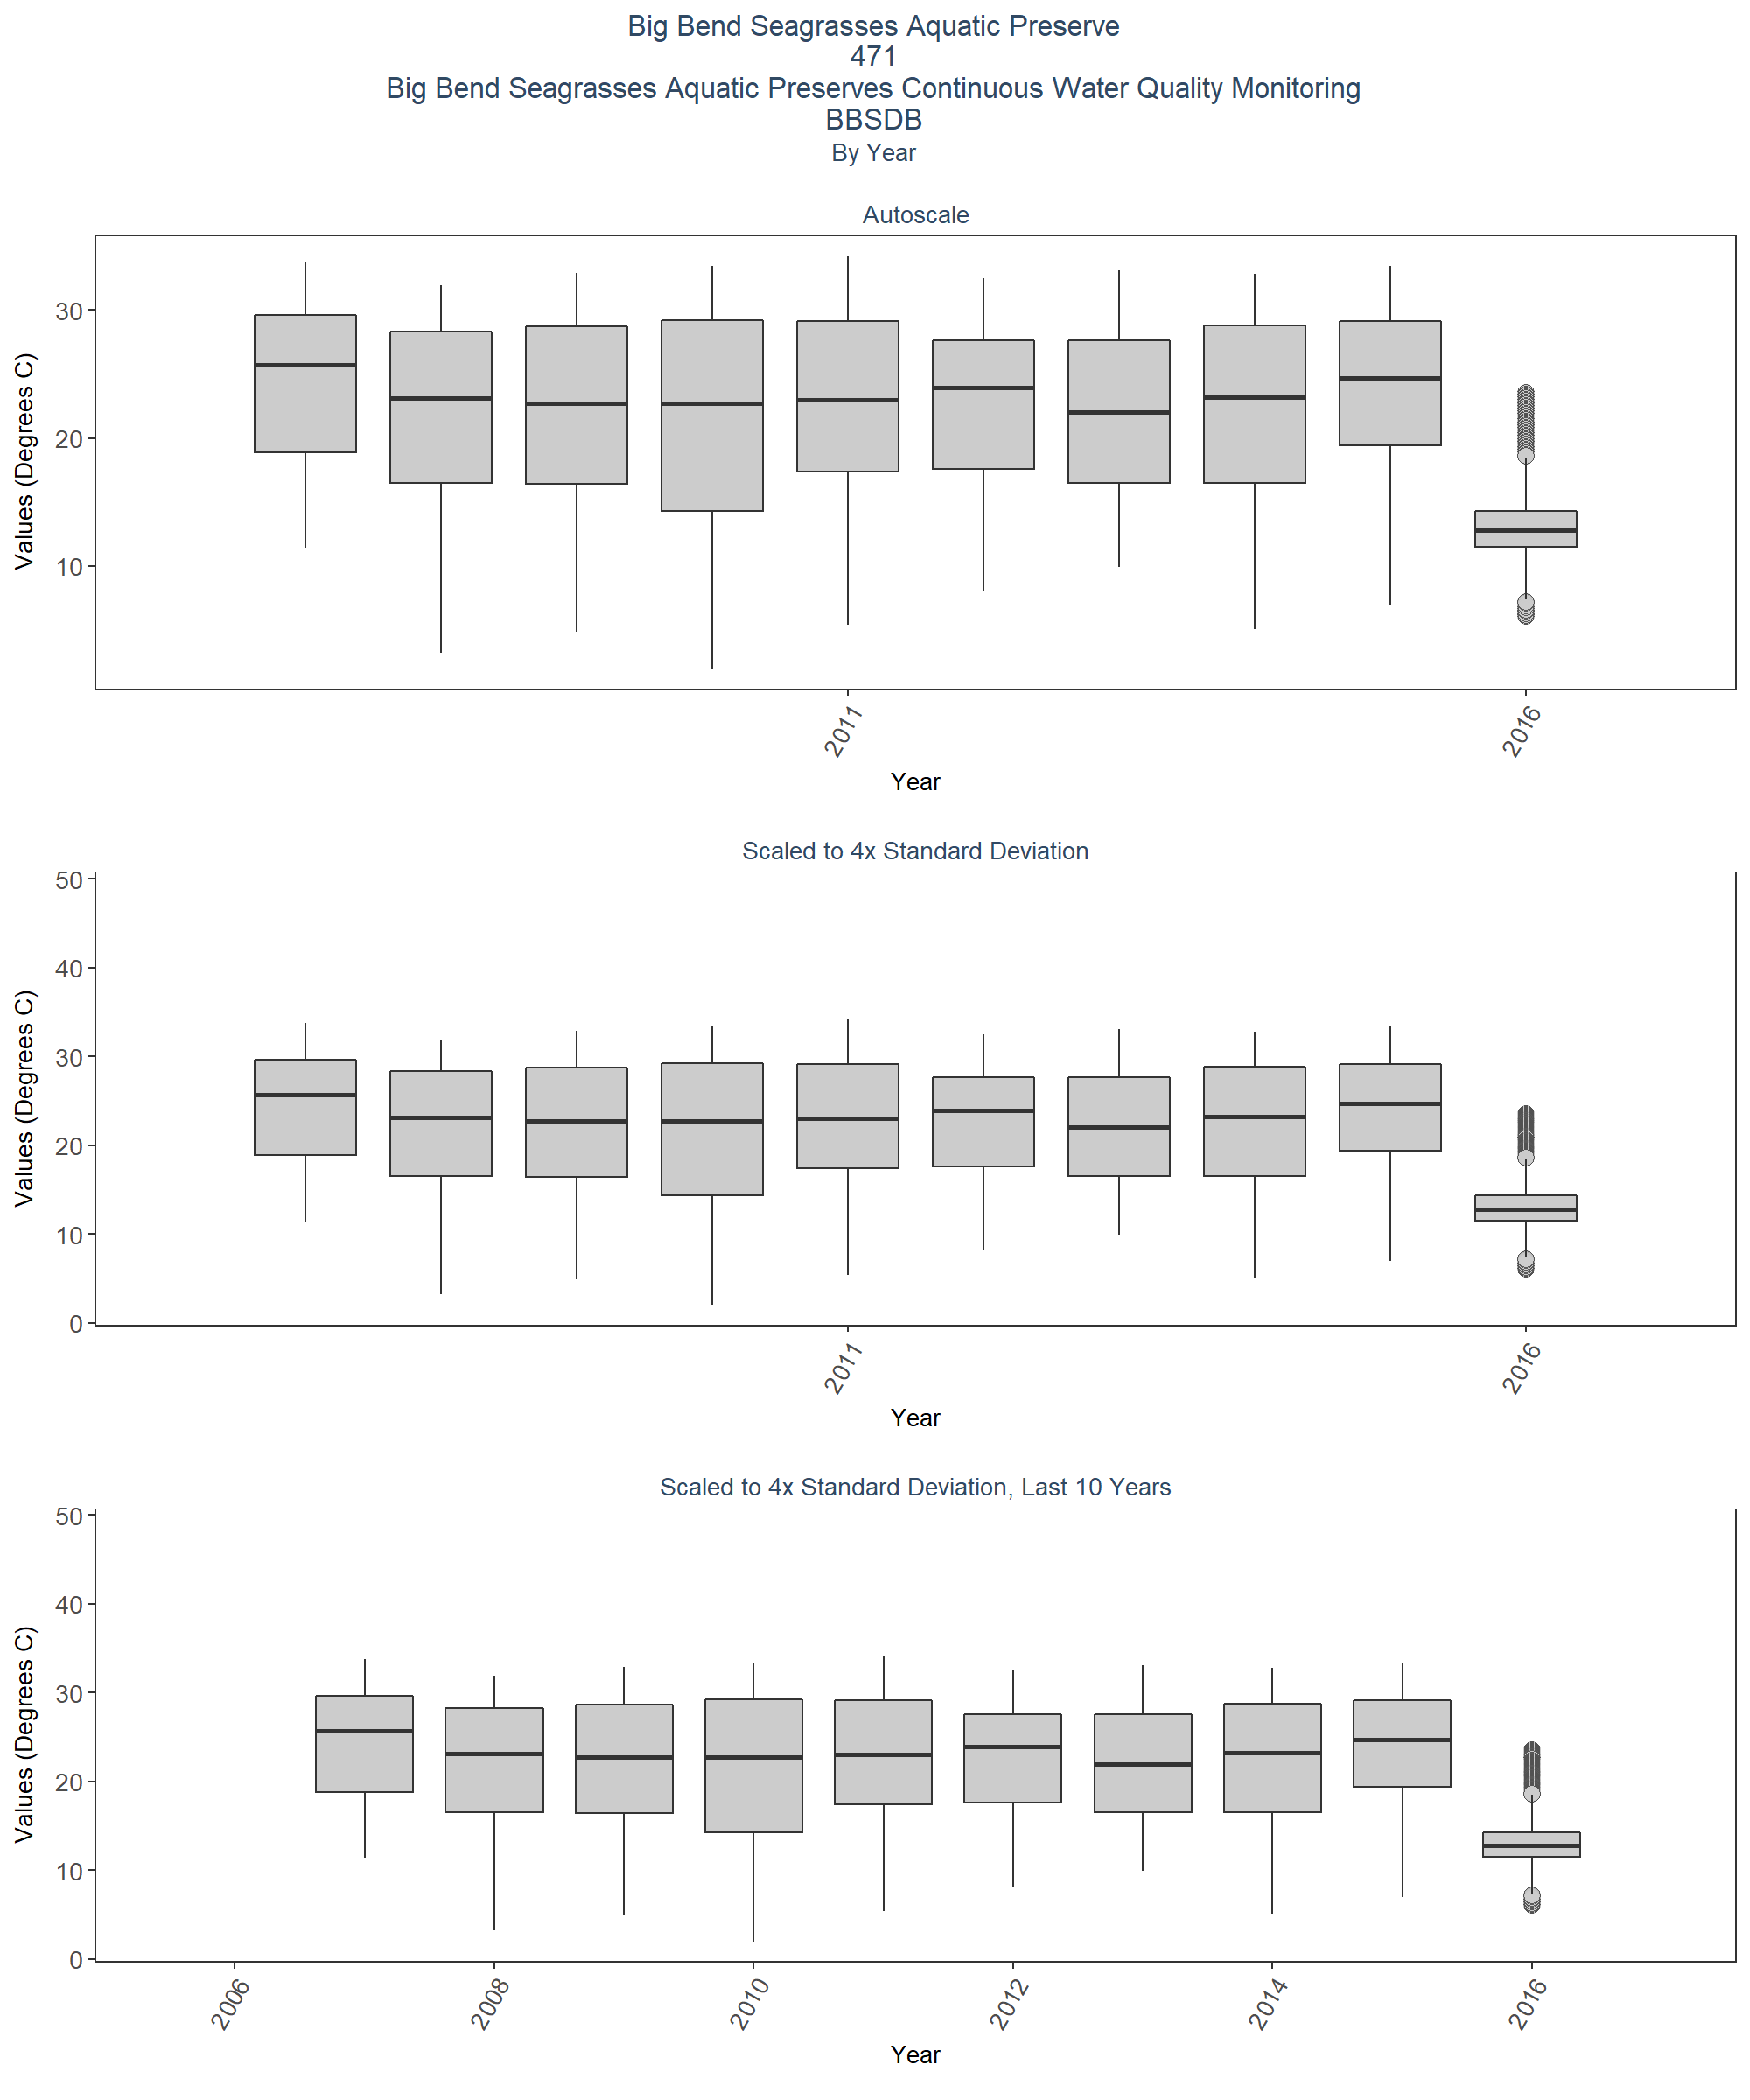 Big Bend Seagrasses Aquatic Preserve
471
Big Bend Seagrasses Aquatic Preserves Continuous Water Quality Monitoring
BBSDB
By Year
Autoscale
Values (Degrees C)
30
20
10
2011
2016
Year
Scaled to 4x Standard Deviation
Values (Degrees C)
50
40
30
20
10
0
2011
2016
Year
Scaled to 4x Standard Deviation, Last 10 Years
Values (Degrees C)
50
40
30
20
10
0
2006
2008
2010
2012
2014
2016
Year